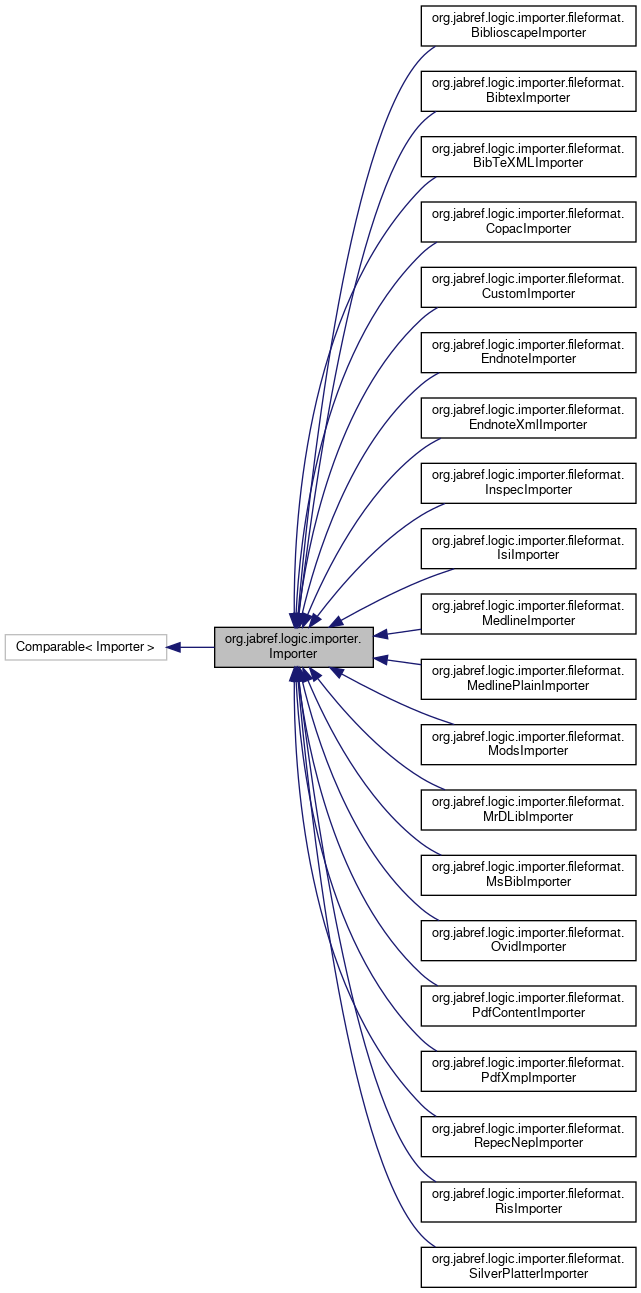 Comparable< Importer >
org.jabref.logic.importer.
Importer
org.jabref.logic.importer.fileformat.
BiblioscapeImporter
org.jabref.logic.importer.fileformat.
BibtexImporter
org.jabref.logic.importer.fileformat.
BibTeXMLImporter
org.jabref.logic.importer.fileformat.
CopacImporter
org.jabref.logic.importer.fileformat.
CustomImporter
org.jabref.logic.importer.fileformat.
EndnoteImporter
org.jabref.logic.importer.fileformat.
EndnoteXmlImporter
org.jabref.logic.importer.fileformat.
InspecImporter
org.jabref.logic.importer.fileformat.
IsiImporter
org.jabref.logic.importer.fileformat.
MedlineImporter
org.jabref.logic.importer.fileformat.
MedlinePlainImporter
org.jabref.logic.importer.fileformat.
ModsImporter
org.jabref.logic.importer.fileformat.
MrDLibImporter
org.jabref.logic.importer.fileformat.
MsBibImporter
org.jabref.logic.importer.fileformat.
OvidImporter
org.jabref.logic.importer.fileformat.
PdfContentImporter
org.jabref.logic.importer.fileformat.
PdfXmpImporter
org.jabref.logic.importer.fileformat.
RepecNepImporter
org.jabref.logic.importer.fileformat.
RisImporter
org.jabref.logic.importer.fileformat.
SilverPlatterImporter